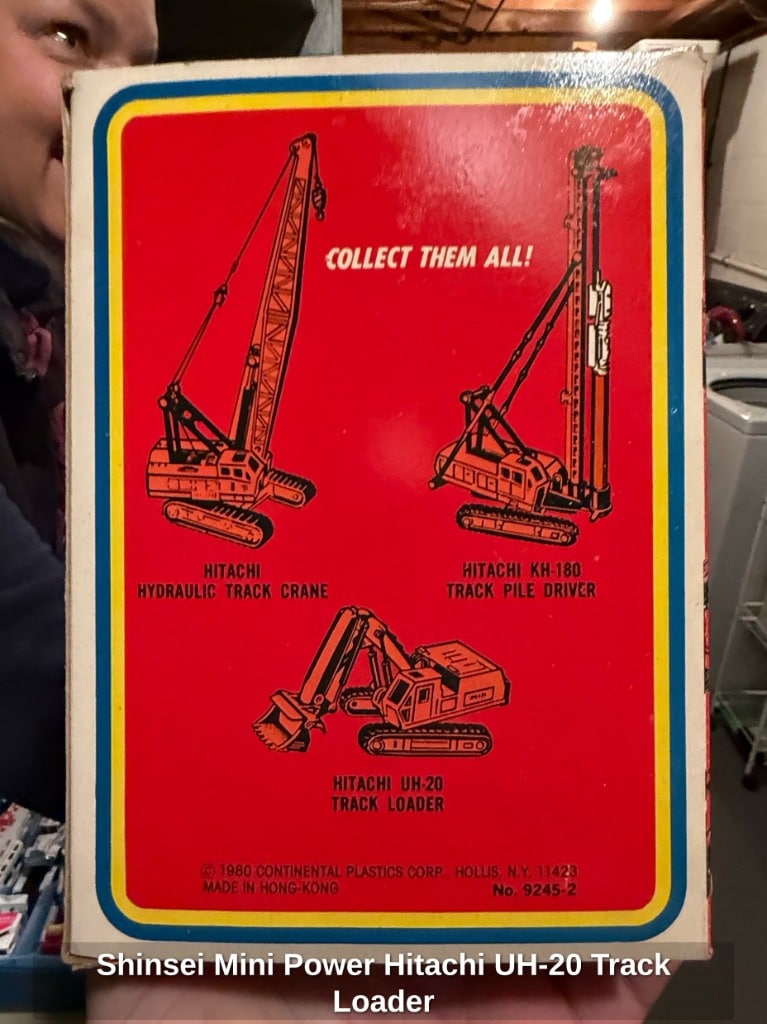 COLLECT THEM ALL!
HITACHI
HYDRAULIC TRACK CRANE
HITACHI KH-180
TRACK PILE DRIVER
HITACHI UH-20
TRACK LOADER
© 1980 CONTINENTAL PLASTICS CORP., HOLLIS, N.Y. 11423
MADE IN HONG-KONG
No. 9245-2
Shinsei Mini Power Hitachi UH-20 Track
Loader